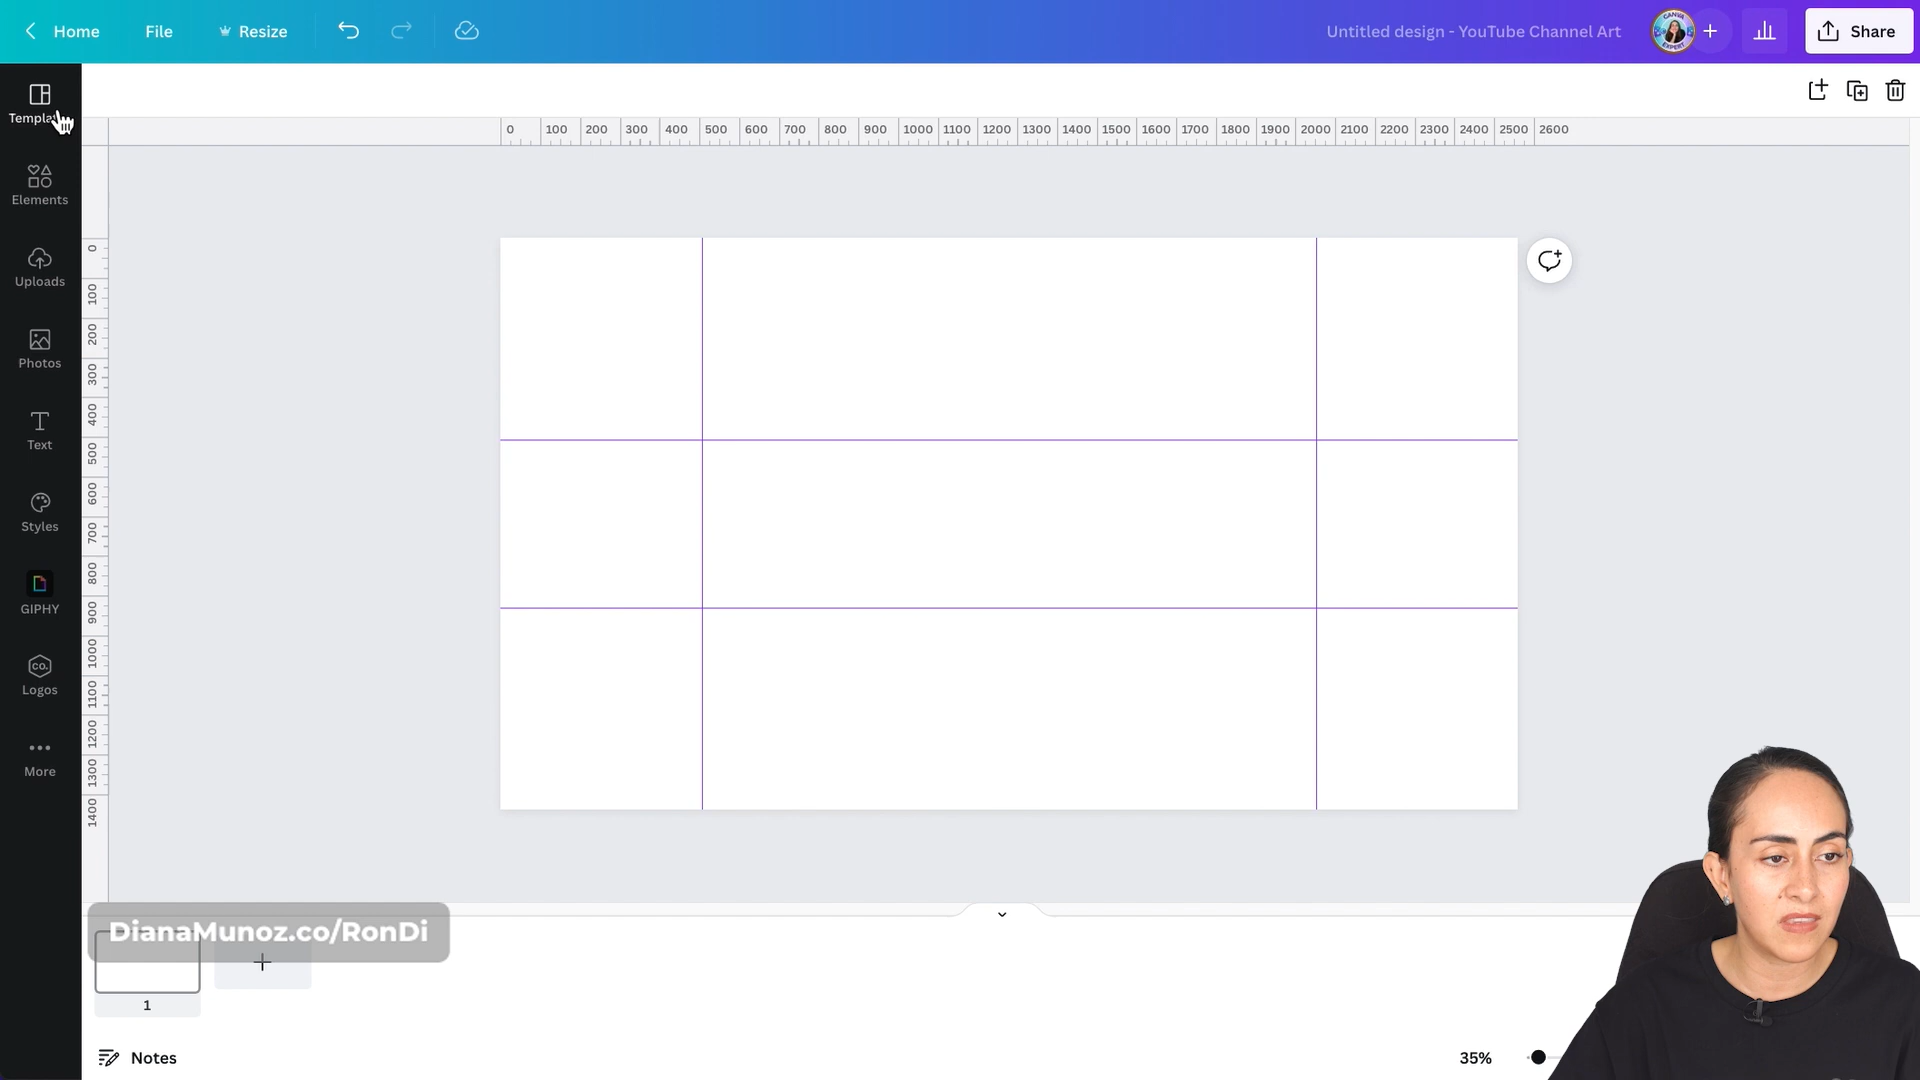 Home
File
Resize
Untitled design - YouTube Channel Art
Share
Templa
Elements
Uploads
Photos
Text
Styles
GIPHY
Logos
More
0 100 200 300 400 500 600 700 800 900 1000 1100 1200 1300 1400 1500 1600 1700 1800 1900 2000 2100 2200 2300 2400 2500 2600
0
100
200
300
400
500
600
700
800
900
1000
1100
1200
1300
1400
CO.
DianaMunoz.co/RonDi
1
Notes
35%